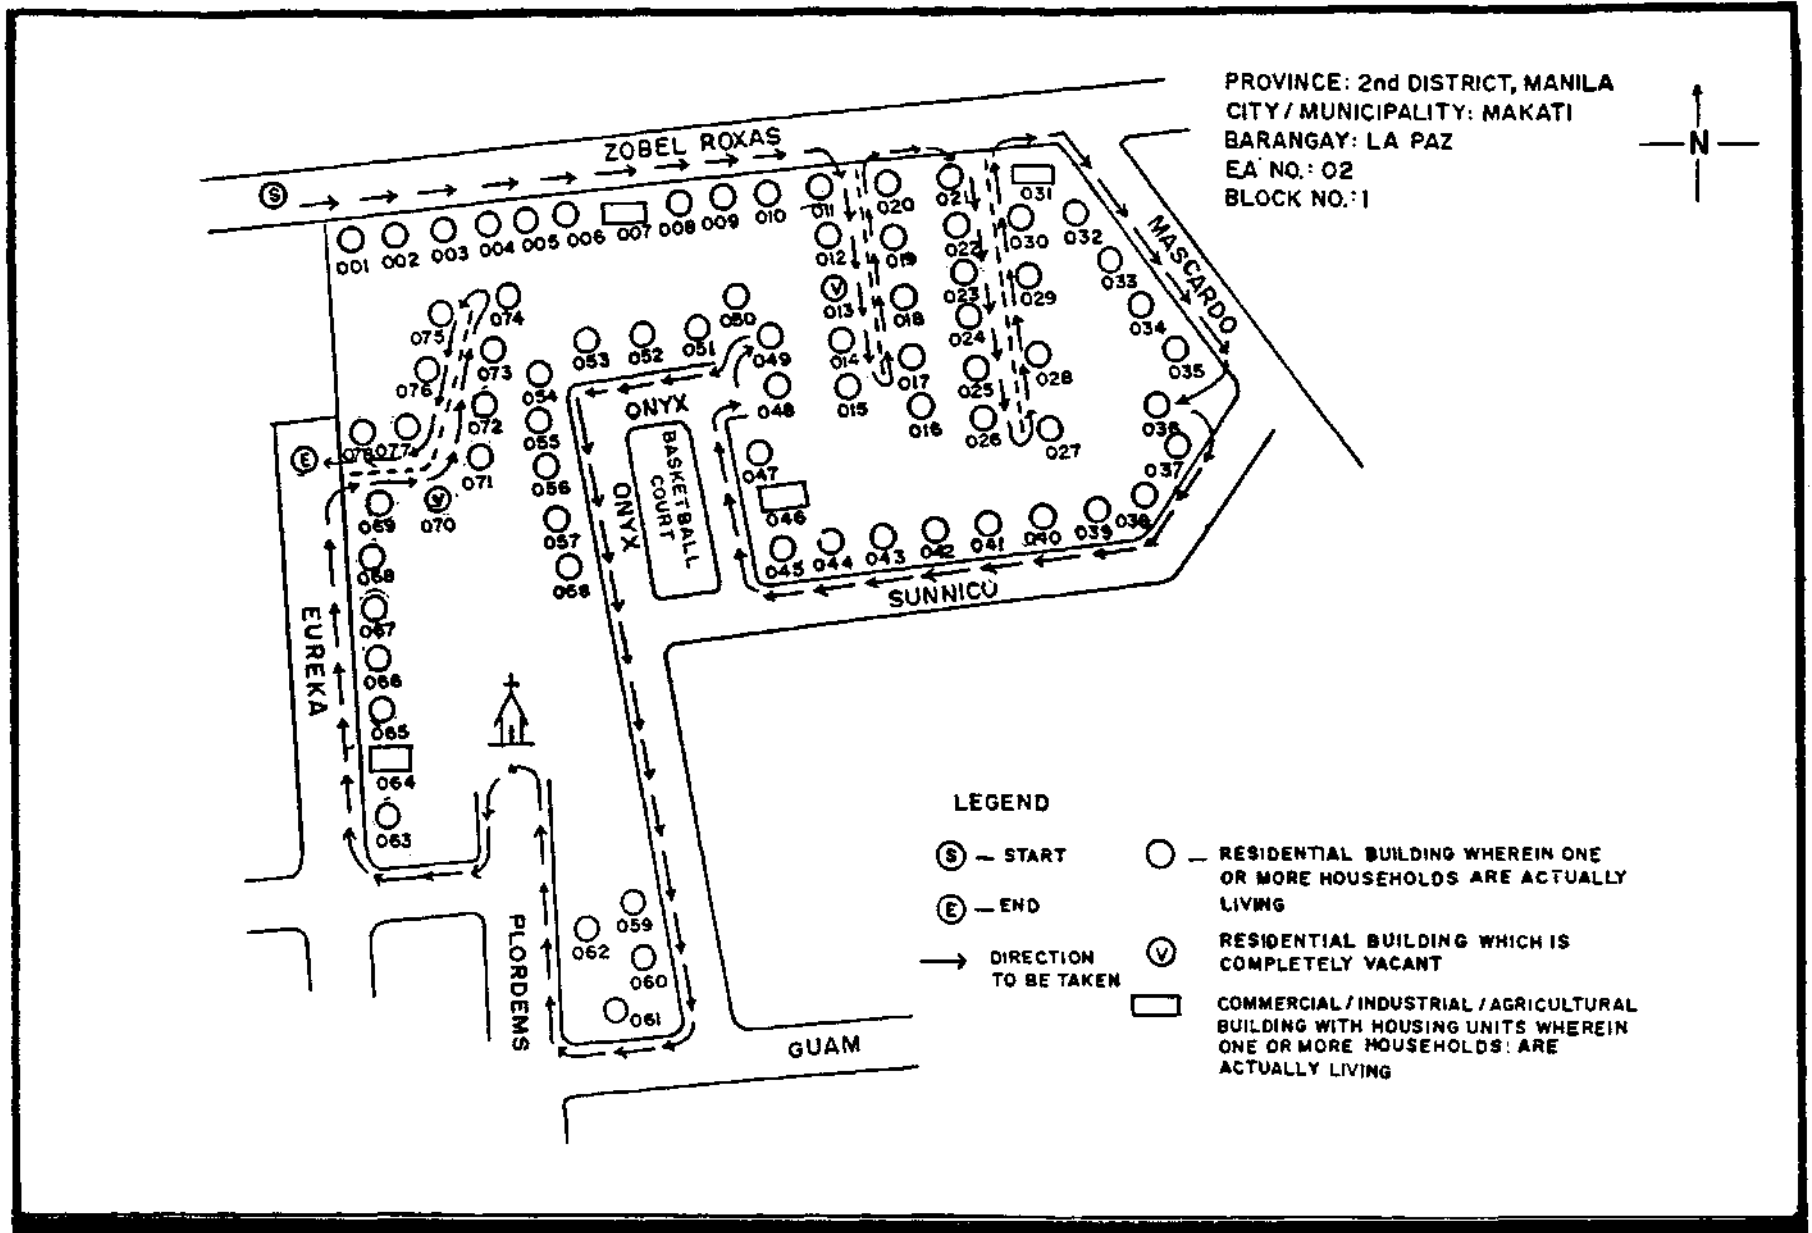 PROVINCE: 2nd DISTRICT, MANILA
CITY/MUNICIPALITY: MAKATI
BARANGAY: LA PAZ
EA NO.: 02
BLOCK NO.: 1
N
ZOBEL ROXAS
S
001 002 003 004 005 006 007 008 009 010 011
012
V
013
014
015
016
017
018
019
020
021
022
023
024
025
026
027
028
029
030
031
032
033
034
035
MASCARDO
036
037
038
039
040
041
042
043
044
045
SUNNICO
046
047
048
049
050
051
052
053
ONYX
BASKETBALL
COURT
ONYX
054
055
056
057
058
059
060
061
062
GUAM
PLORDEMS
063
064
065
066
067
068
069
EUREKA
V
070
071
072
073
074
075
076
077
078
E
LEGEND
S – START
E – END
DIRECTION
TO BE TAKEN
– RESIDENTIAL BUILDING WHEREIN ONE
OR MORE HOUSEHOLDS ARE ACTUALLY
LIVING
V RESIDENTIAL BUILDING WHICH IS
COMPLETELY VACANT
COMMERCIAL/INDUSTRIAL/AGRICULTURAL
BUILDING WITH HOUSING UNITS WHEREIN
ONE OR MORE HOUSEHOLDS: ARE
ACTUALLY LIVING